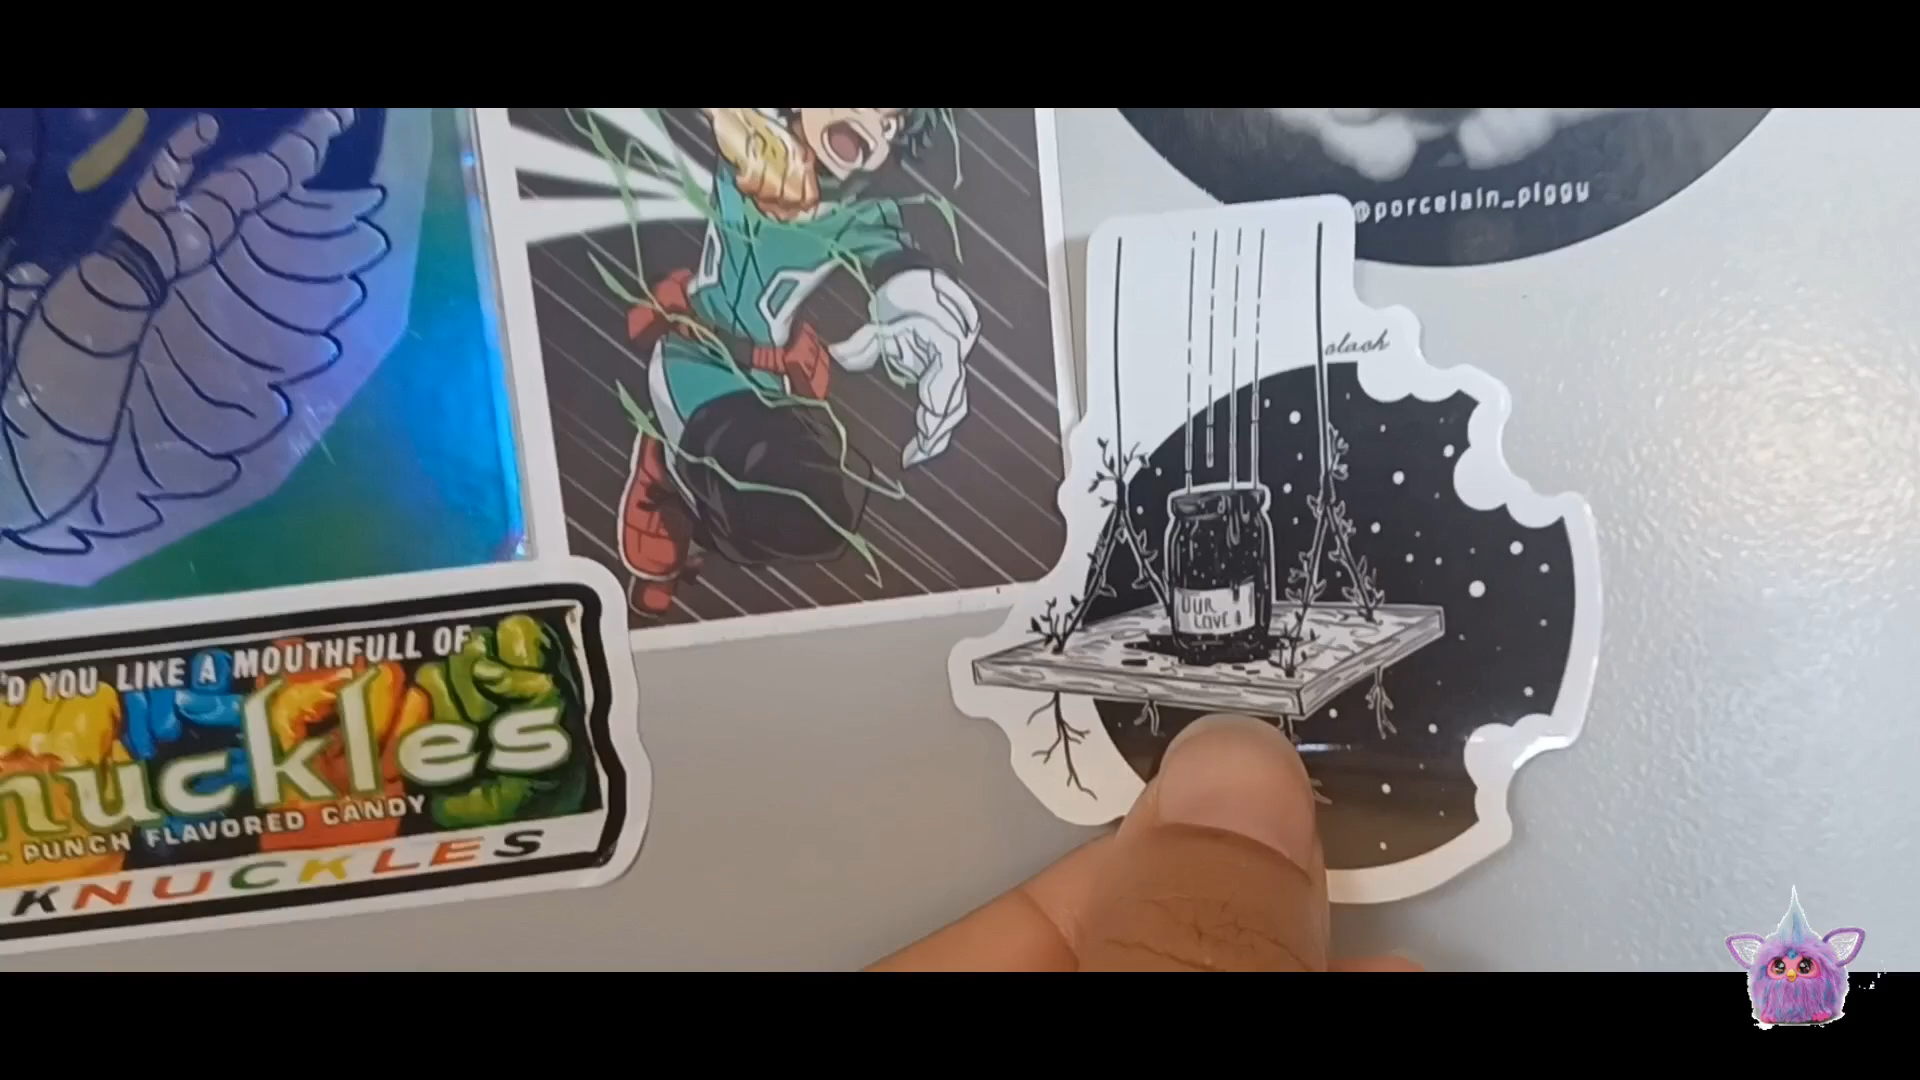 @porcelain_piggy
OUR
LOVE
'D YOU LIKE A MOUTHFULL OF
nuckles
PUNCH FLAVORED CANDY
KNUCKLES